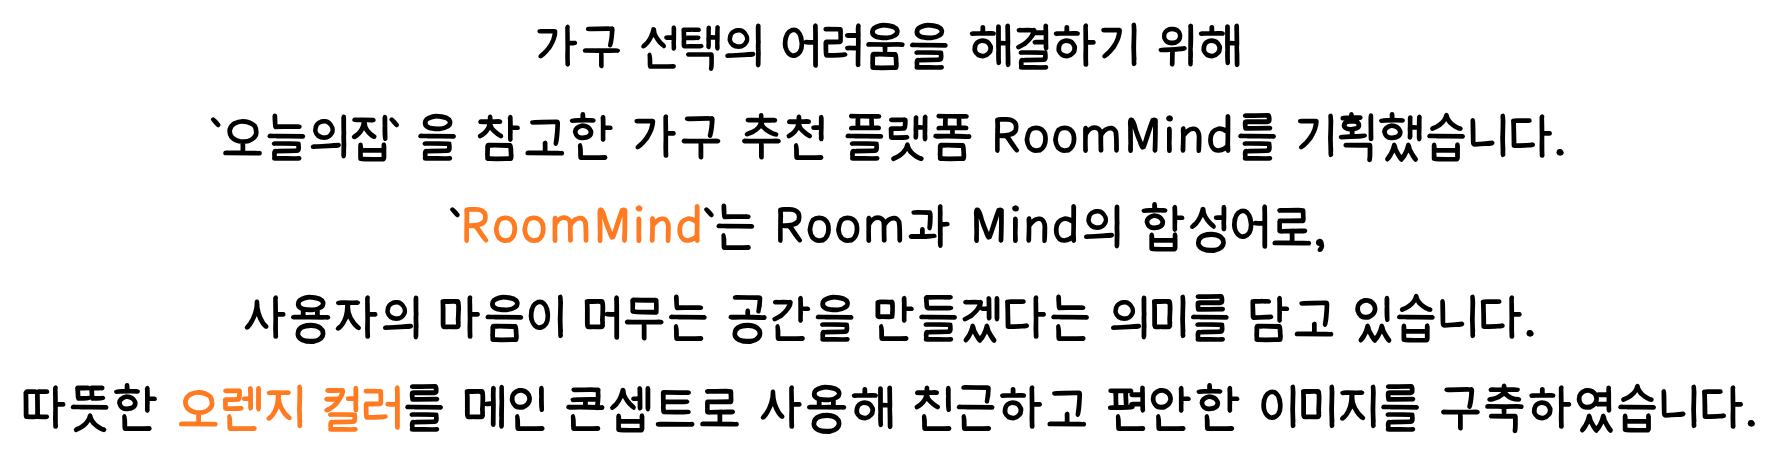 가구 선택의 어려움을 해결하기 위해
`오늘의집` 을 참고한 가구 추천 플랫폼 RoomMind를 기획했습니다.
`RoomMind`는 Room과 Mind의 합성어로,
사용자의 마음이 머무는 공간을 만들겠다는 의미를 담고 있습니다.
따뜻한 오렌지 컬러를 메인 콘셉트로 사용해 친근하고 편안한 이미지를 구축하였습니다.